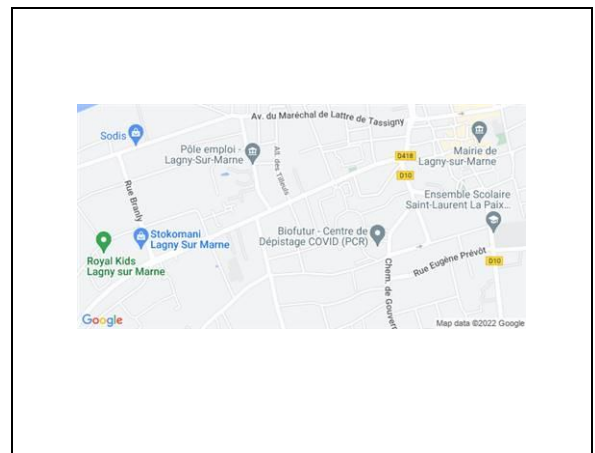 Av. du Maréchal de Lattre de Tassigny
Sodis
Pôle emploi -
Lagny-Sur-Marne
All. des Tilleuls
D418
Mairie de
Lagny-sur-Marne
D10
Rue Branly
Ensemble Scolaire
Saint-Laurent La Paix...
Stokomani
Lagny Sur Marne
Biofutur - Centre de
Dépistage COVID (PCR)
Royal Kids
Lagny sur Marne
Rue Eugène Prévôt
D10
Chem. de Gouvern
Google
Map data ©2022 Google